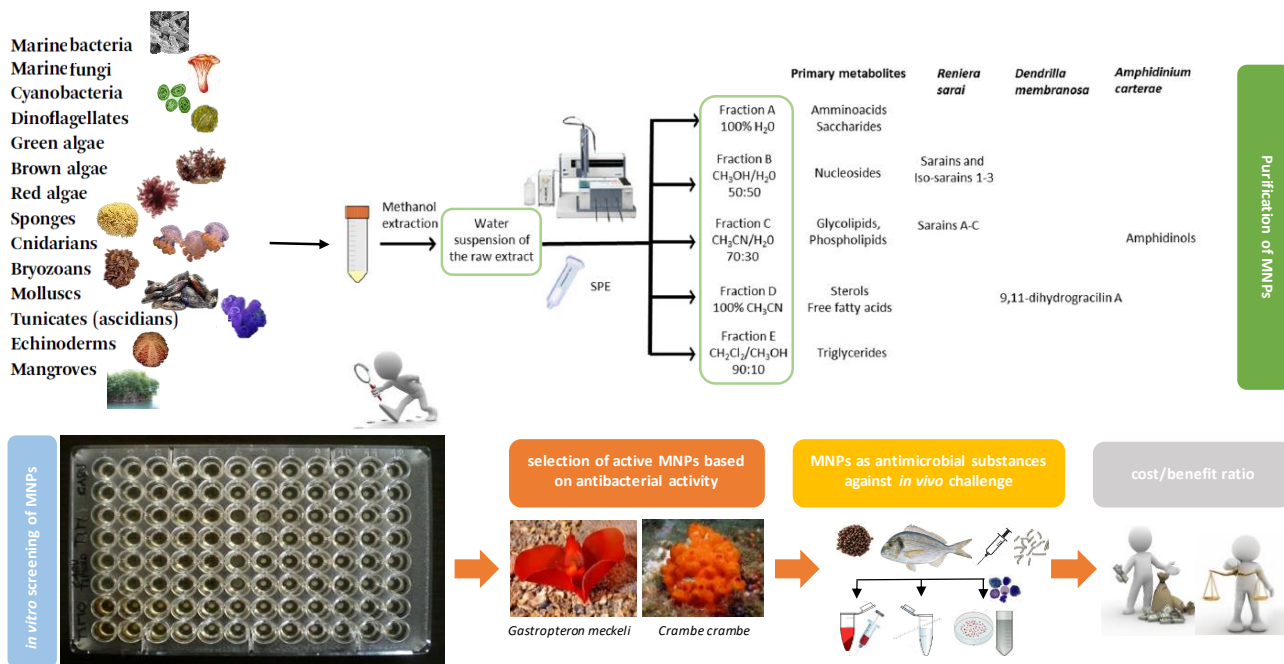 Marine bacteria
Marine fungi
Cyanobacteria
Dinoflagellates
Green algae
Brown algae
Red algae
Sponges
Cnidarians
Bryozoans
Molluscs
Tunicates (ascidians)
Echinoderms
Mangroves
Methanol
extraction
Water
suspension of
the raw extract
SPE
Fraction A
100% H20
Fraction B
CH3OH/H20
50:50
Fraction C
CH3CN/H20
70:30
Fraction D
100% CH3CN
Fraction E
CH2Cl2/CH3OH
90:10
Primary metabolites
Amminoacids
Saccharides
Nucleosides
Glycolipids,
Phospholipids
Sterols
Free fatty acids
Triglycerides
Reniera
sarai
Sarains and
Iso-sarains 1-3
Sarains A-C
Dendrilla
membranosa
9,11-dihydrogracilin A
Amphidinium
carterae
Amphidinols
Purification of MNPs
in vitro screening of MNPs
selection of active MNPs based
on antibacterial activity
Gastropteron meckeli
Crambe crambe
MNPs as antimicrobial substances
against in vivo challenge
cost/benefit ratio